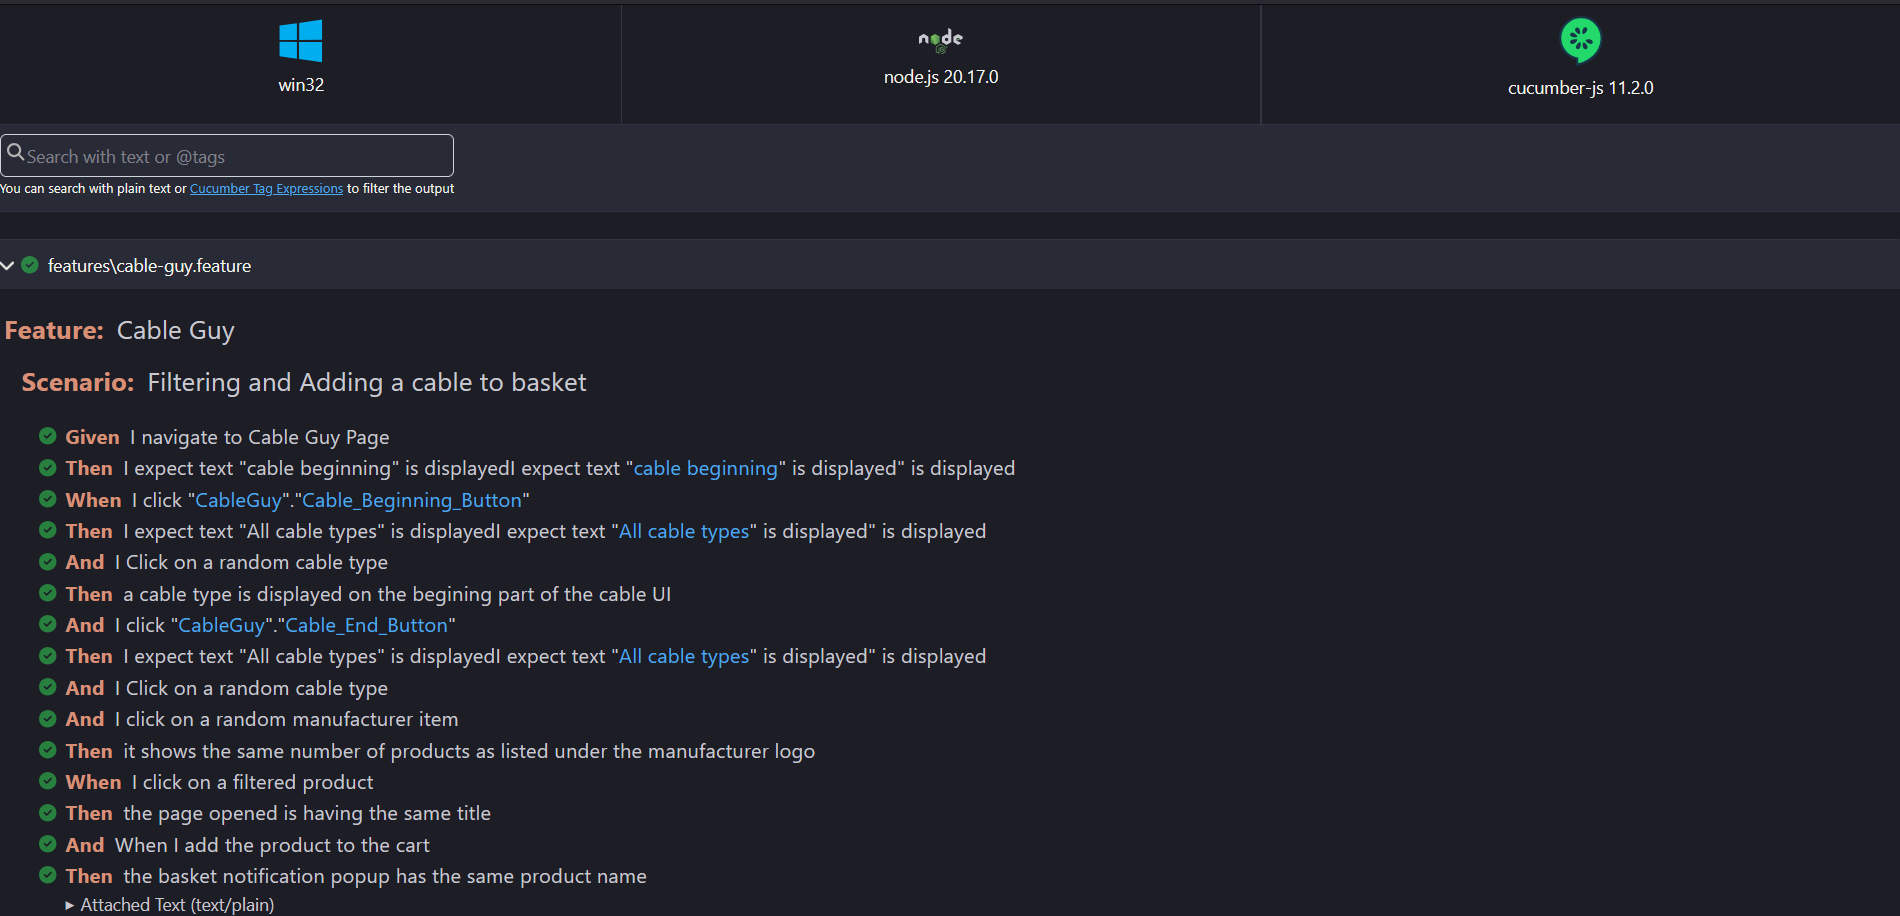 win32
node
JS
node.js 20.17.0
cucumber-js 11.2.0
Search with text or @tags
You can search with plain text or Cucumber Tag Expressions to filter the output
features\cable-guy.feature
Feature: Cable Guy
Scenario: Filtering and Adding a cable to basket
Given I navigate to Cable Guy Page
Then I expect text "cable beginning" is displayedI expect text "cable beginning" is displayed" is displayed
When I click "CableGuy"."Cable_Beginning_Button"
Then I expect text "All cable types" is displayedI expect text "All cable types" is displayed" is displayed
And I Click on a random cable type
Then a cable type is displayed on the begining part of the cable UI
And I click "CableGuy"."Cable_End_Button"
Then I expect text "All cable types" is displayedI expect text "All cable types" is displayed" is displayed
And I Click on a random cable type
And I click on a random manufacturer item
Then it shows the same number of products as listed under the manufacturer logo
When I click on a filtered product
Then the page opened is having the same title
And When I add the product to the cart
Then the basket notification popup has the same product name
Attached Text (text/plain)